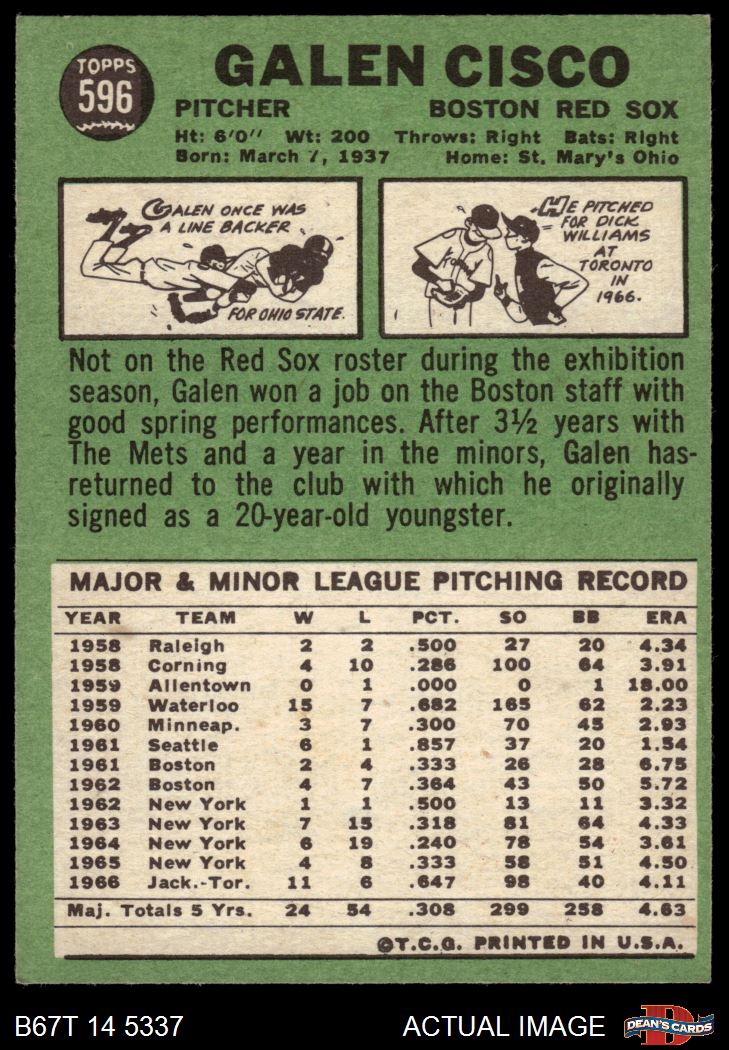 TOPPS
596
GALEN CISCO
PITCHER BOSTON RED SOX
Ht: 6'0" Wt: 200 Throws: Right Bats: Right
Born: March 7, 1937 Home: St. Mary's Ohio
GALEN ONCE WAS
A LINE BACKER
FOR OHIO STATE.
HE PITCHED
FOR DICK
WILLIAMS
AT
TORONTO
IN
1966.
Not on the Red Sox roster during the exhibition
season, Galen won a job on the Boston staff with
good spring performances. After 3½ years with
The Mets and a year in the minors, Galen has-
returned to the club with which he originally
signed as a 20-year-old youngster.
MAJOR & MINOR LEAGUE PITCHING RECORD
YEAR TEAM W L PCT. SO BB ERA
1958 Raleigh 2 2 .500 27 20 4.34
1958 Corning 4 10 .286 100 64 3.91
1959 Allentown 0 1 .000 0 1 18.00
1959 Waterloo 15 7 .682 165 62 2.23
1960 Minneap. 3 7 .300 70 45 2.93
1961 Seattle 6 1 .857 37 20 1.54
1961 Boston 2 4 .333 26 28 6.75
1962 Boston 4 7 .364 43 50 5.72
1962 New York 1 1 .500 13 11 3.32
1963 New York 7 15 .318 81 64 4.33
1964 New York 6 19 .240 78 54 3.61
1965 New York 4 8 .333 58 51 4.50
1966 Jack.-Tor. 11 6 .647 98 40 4.11
Maj. Totals 5 Yrs. 24 54 .308 299 258 4.63
©T.C.G. PRINTED IN U.S.A.
B67T 14 5337 ACTUAL IMAGE
DEAN'S CARDS